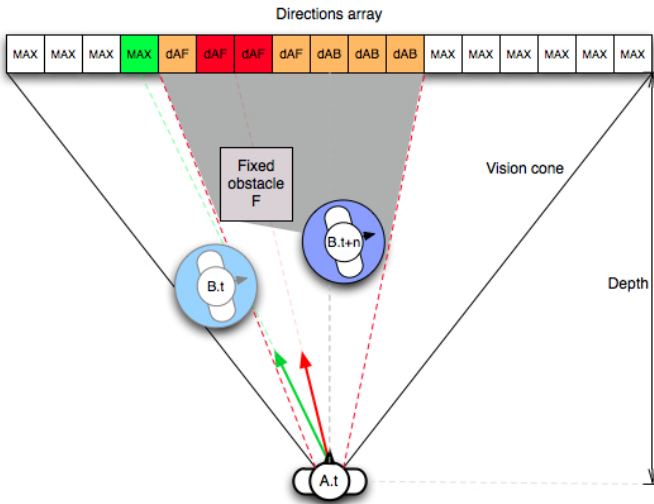 Directions array
MAX MAX MAX MAX dAF dAF dAF dAF dAB dAB dAB MAX MAX MAX MAX MAX MAX
Fixed
obstacle
F
Vision cone
B.t+n
B.t
Depth
A.t